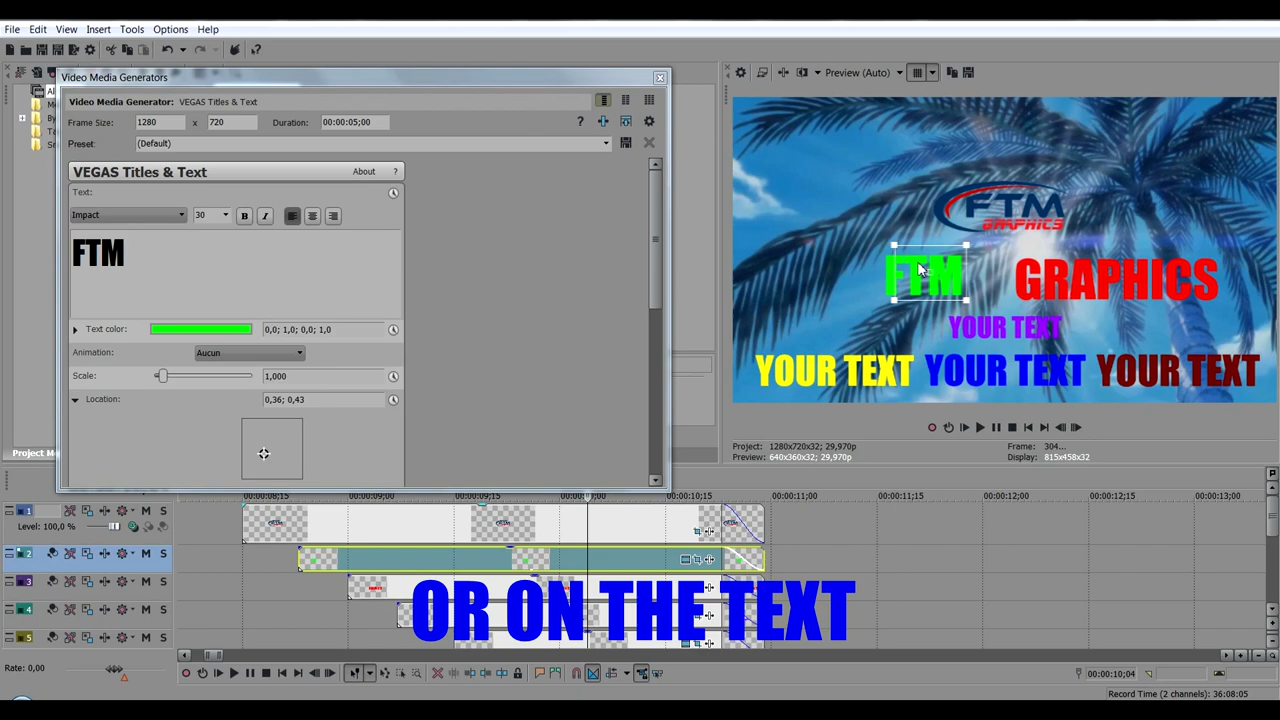 File Edit View Insert Tools Options Help
Video Media Generators
Video Media Generator: VEGAS Titles & Text
Frame Size: 1280 x 720 Duration: 00:00:05;00
Preset: (Default)
VEGAS Titles & Text About ?
Text:
Impact 30 B I
FTM
Text color: 0,0; 1,0; 0,0; 1,0
Animation: Aucun
Scale: 1,000
Location: 0,36; 0,43
Preview (Auto)
FTM
GRAPHICS
FTM GRAPHICS
YOUR TEXT
YOUR TEXT YOUR TEXT YOUR TEXT
Project: 1280x720x32; 29,970p Frame: 304...
Preview: 640x360x32; 29,970p Display: 815x458x32
Project M
00:00:08;15 00:00:09;00 00:00:09;15 00:00:10;15 00:00:11;00 00:00:11;15 00:00:12;00 00:00:12;15 00:00:13;00
1 M S
Level: 100,0 %
2 M S
3 M S
4 M S
5 M S
OR ON THE TEXT
Rate: 0,00
00:00:10;04
Record Time (2 channels): 36:08:05